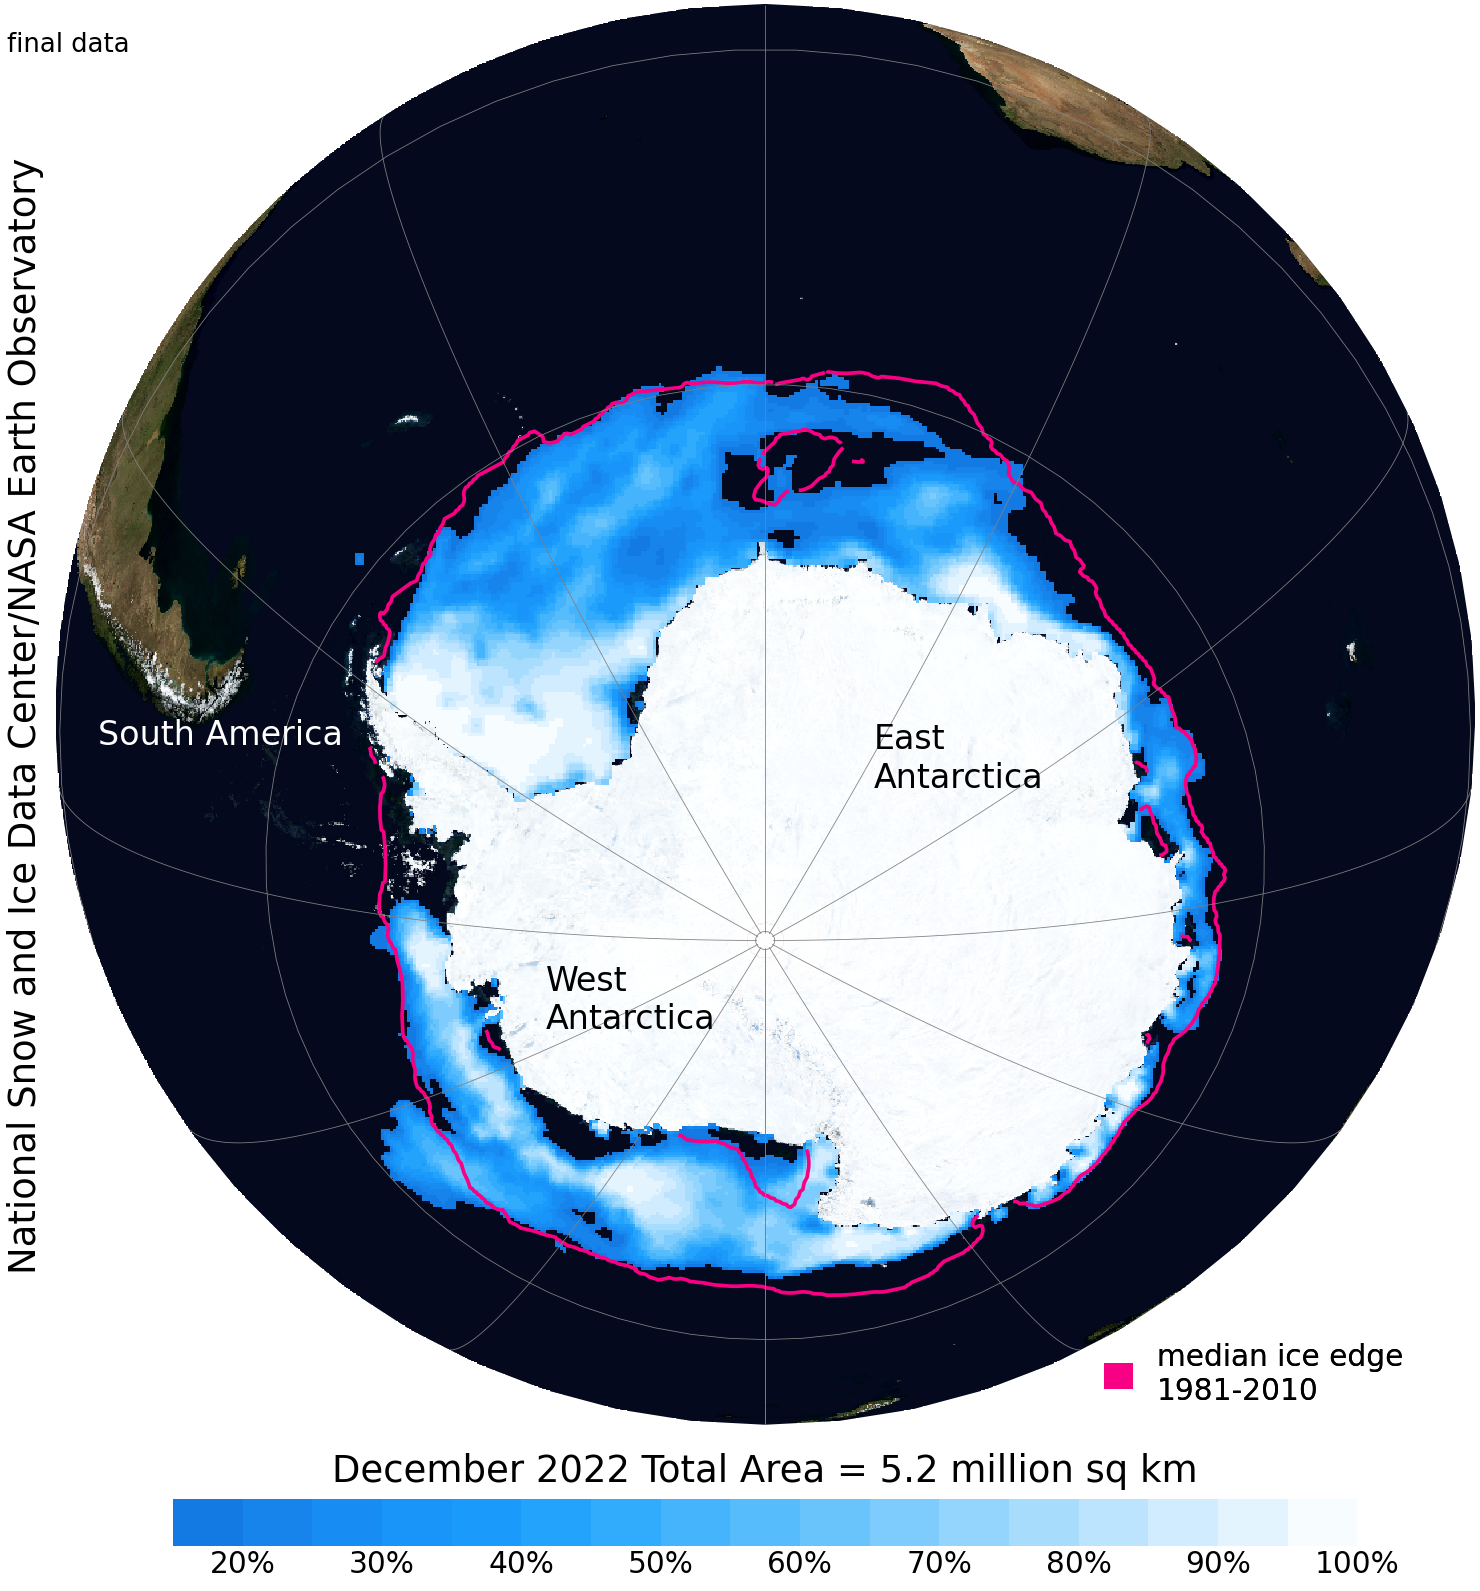 final data
National Snow and Ice Data Center/NASA Earth Observatory
South America
East
Antarctica
West
Antarctica
median ice edge
1981-2010
December 2022 Total Area = 5.2 million sq km
20% 30% 40% 50% 60% 70% 80% 90% 100%